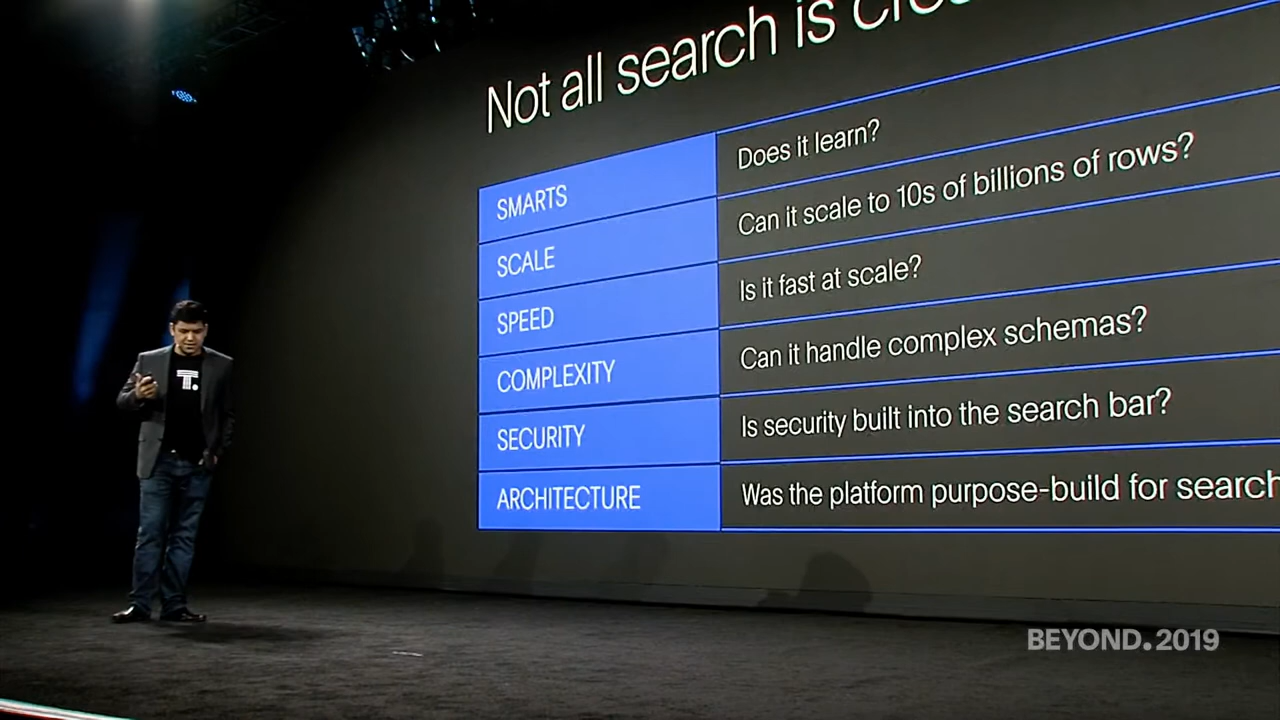 Not all search is
SMARTS Does it learn?
SCALE Can it scale to 10s of billions of rows?
SPEED Is it fast at scale?
COMPLEXITY Can it handle complex schemas?
SECURITY Is security built into the search bar?
ARCHITECTURE Was the platform purpose-build for search
T.
BEYOND.2019